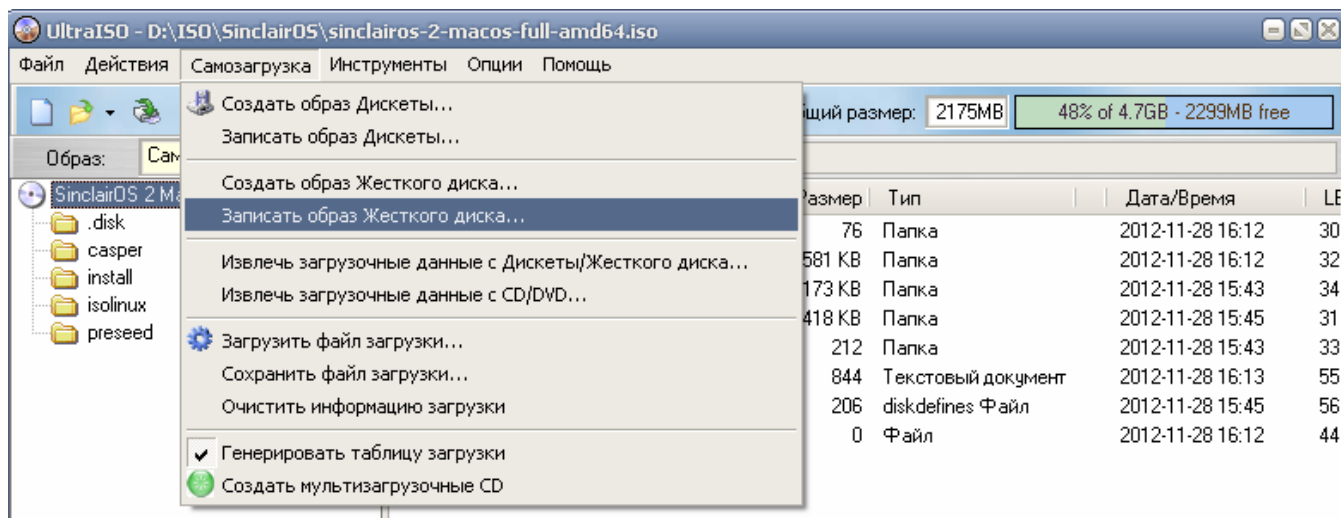 UltraISO - D:\ISO\SinclairOS\sinclairos-2-macos-full-amd64.iso
Файл Действия Самозагрузка Инструменты Опции Помощь
размер: 2175MB 48% of 4.7GB - 2299MB free
Образ:
SinclairOS 2
.disk
casper
install
isolinux
preseed
Создать образ Дискеты...
Записать образ Дискеты...
Создать образ Жесткого диска...
Записать образ Жесткого диска...
Извлечь загрузочные данные с Дискеты/Жесткого диска...
Извлечь загрузочные данные с CD/DVD...
Загрузить файл загрузки...
Сохранить файл загрузки...
Очистить информацию загрузки
Генерировать таблицу загрузки
Создать мультизагрузочные CD
Размер Тип Дата/Время
76 Папка 2012-11-28 16:12 30
581 KB Папка 2012-11-28 16:12 32
173 KB Папка 2012-11-28 15:43 34
418 KB Папка 2012-11-28 15:45 31
212 Папка 2012-11-28 15:43 33
844 Текстовый документ 2012-11-28 16:13 55
206 diskdefines Файл 2012-11-28 15:45 56
0 Файл 2012-11-28 16:12 44